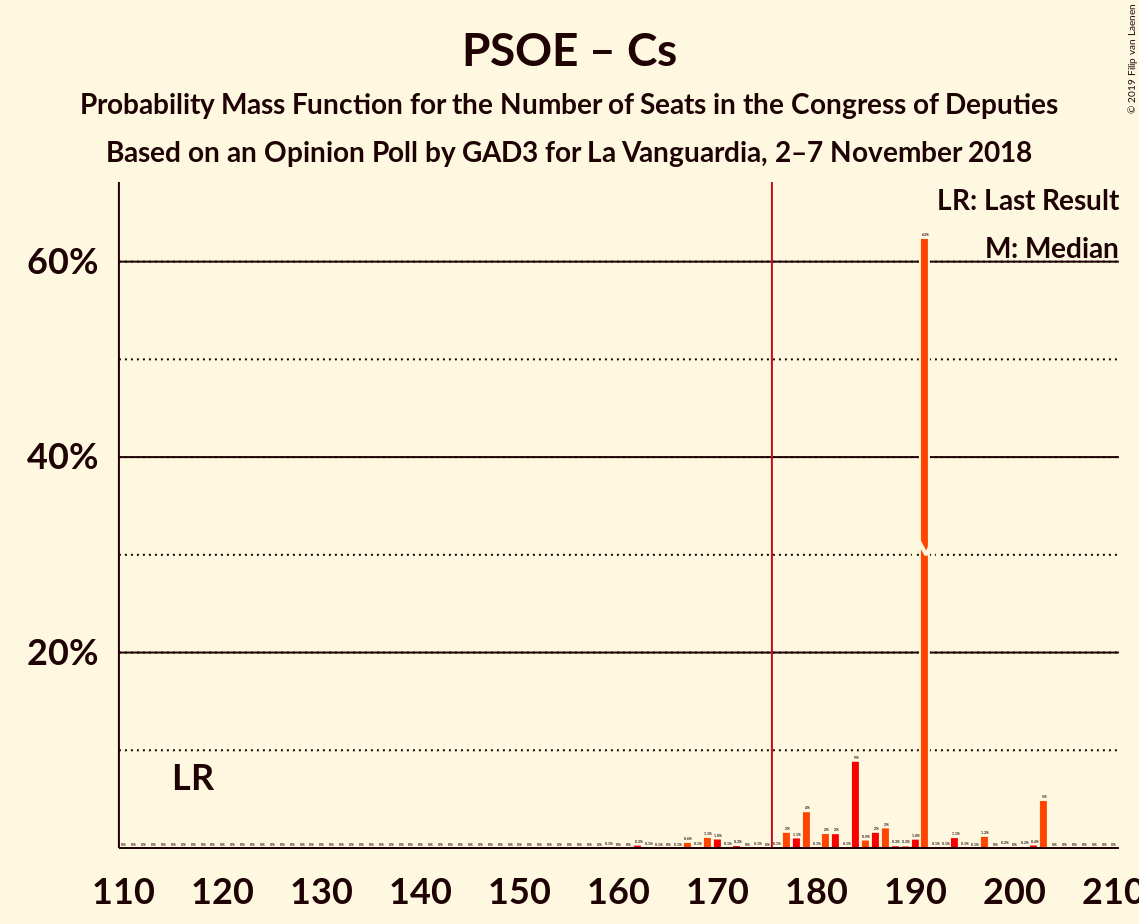 PSOE – Cs
Probability Mass Function for the Number of Seats in the Congress of Deputies
Based on an Opinion Poll by GAD3 for La Vanguardia, 2–7 November 2018
© 2019 Filip van Laenen
LR: Last Result
M: Median
60%
40%
20%
LR
110 120 130 140 150 160 170 180 190 200 210